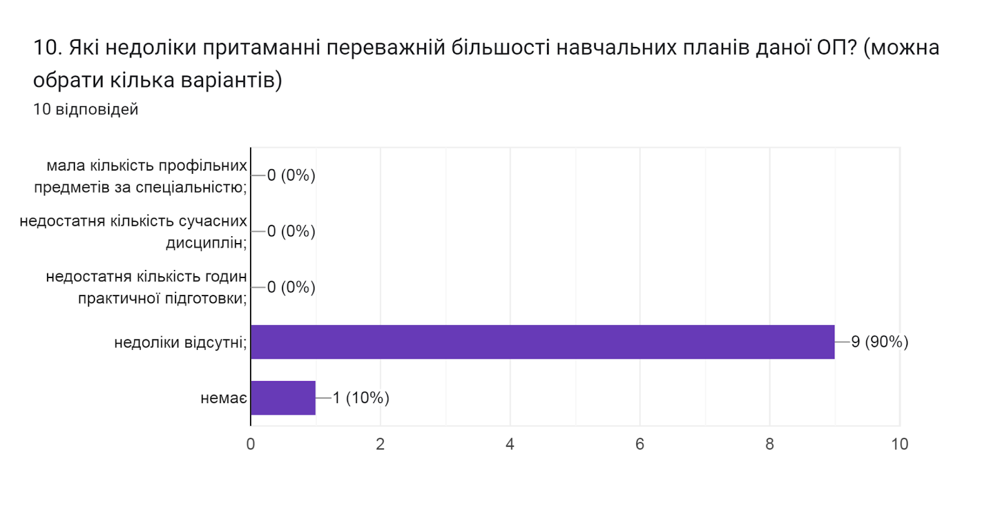 10. Які недоліки притаманні переважній більшості навчальних планів даної ОП? (можна
обрати кілька варіантів)
10 відповідей
мала кількість профільних
предметів за спеціальністю;
0 (0%)
недостатня кількість сучасних
дисциплін;
0 (0%)
недостатня кількість годин
практичної підготовки;
0 (0%)
недоліки відсутні;
9 (90%)
немає
1 (10%)
0 2 4 6 8 10